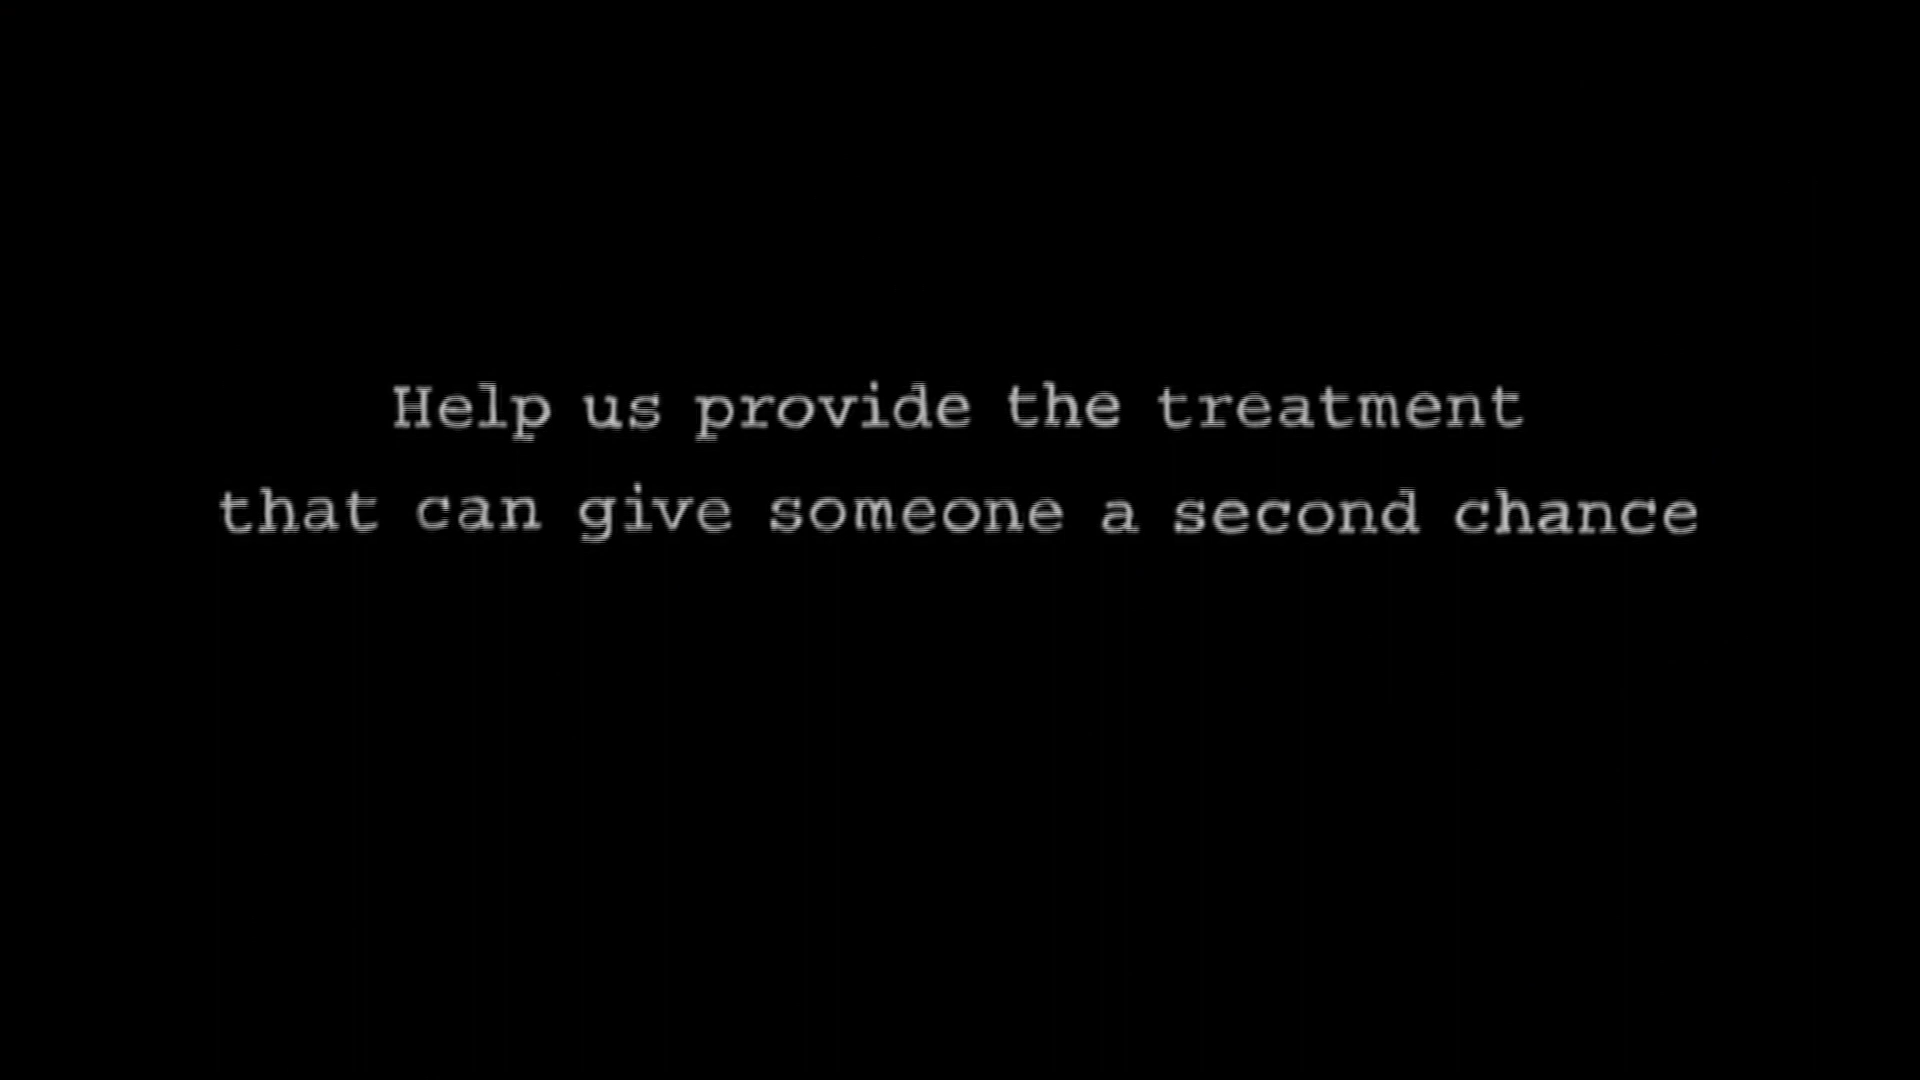 Help us provide the treatment
that can give someone a second chance